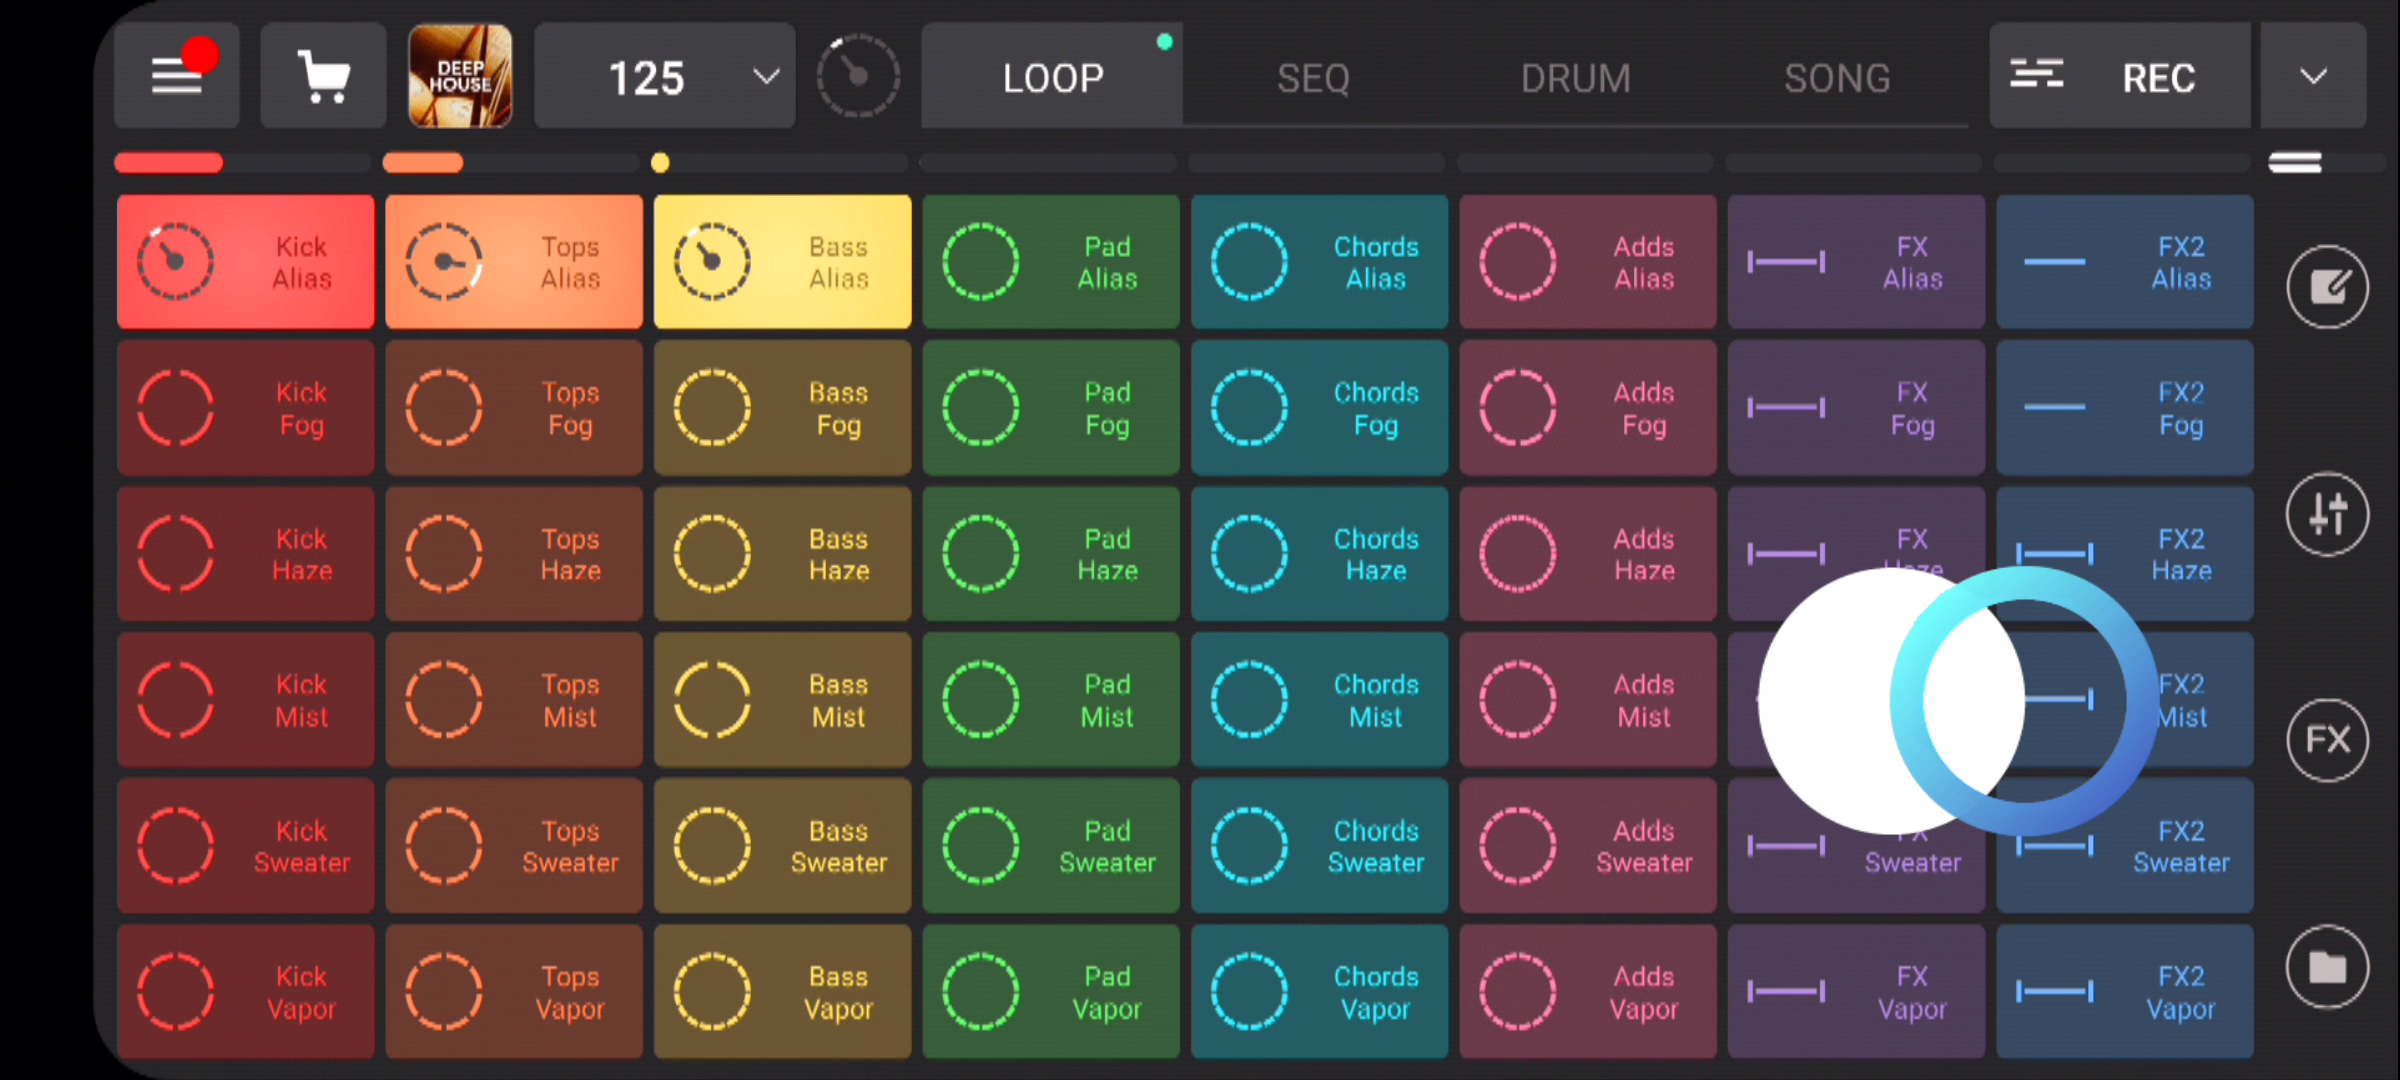 DEEP
HOUSE
125
LOOP
SEQ
DRUM
SONG
REC
Kick
Alias
Tops
Alias
Bass
Alias
Pad
Alias
Chords
Alias
Adds
Alias
FX
Alias
FX2
Alias
Kick
Fog
Tops
Fog
Bass
Fog
Pad
Fog
Chords
Fog
Adds
Fog
FX
Fog
FX2
Fog
Kick
Haze
Tops
Haze
Bass
Haze
Pad
Haze
Chords
Haze
Adds
Haze
FX
Haze
FX2
Haze
Kick
Mist
Tops
Mist
Bass
Mist
Pad
Mist
Chords
Mist
Adds
Mist
FX2
Mist
FX
Kick
Sweater
Tops
Sweater
Bass
Sweater
Pad
Sweater
Chords
Sweater
Adds
Sweater
FX
Sweater
FX2
Sweater
Kick
Vapor
Tops
Vapor
Bass
Vapor
Pad
Vapor
Chords
Vapor
Adds
Vapor
FX
Vapor
FX2
Vapor